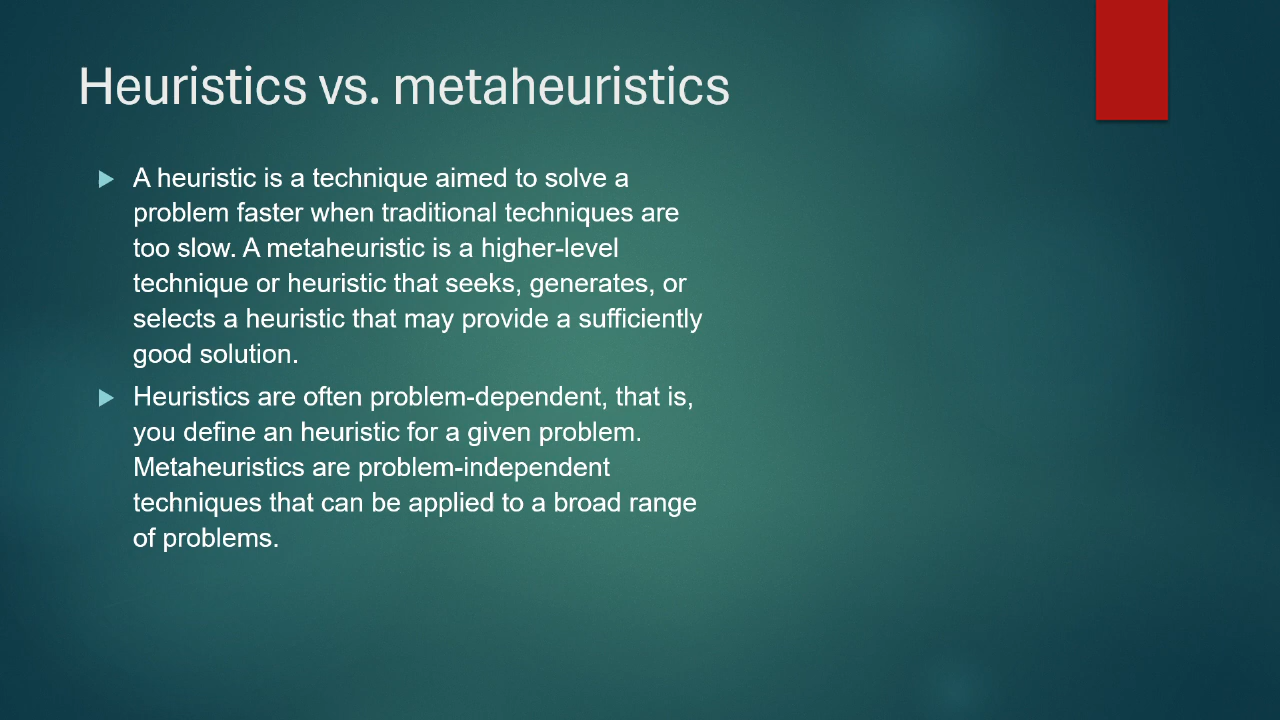 Heuristics vs. metaheuristics
A heuristic is a technique aimed to solve a
problem faster when traditional techniques are
too slow. A metaheuristic is a higher-level
technique or heuristic that seeks, generates, or
selects a heuristic that may provide a sufficiently
good solution.
Heuristics are often problem-dependent, that is,
you define an heuristic for a given problem.
Metaheuristics are problem-independent
techniques that can be applied to a broad range
of problems.